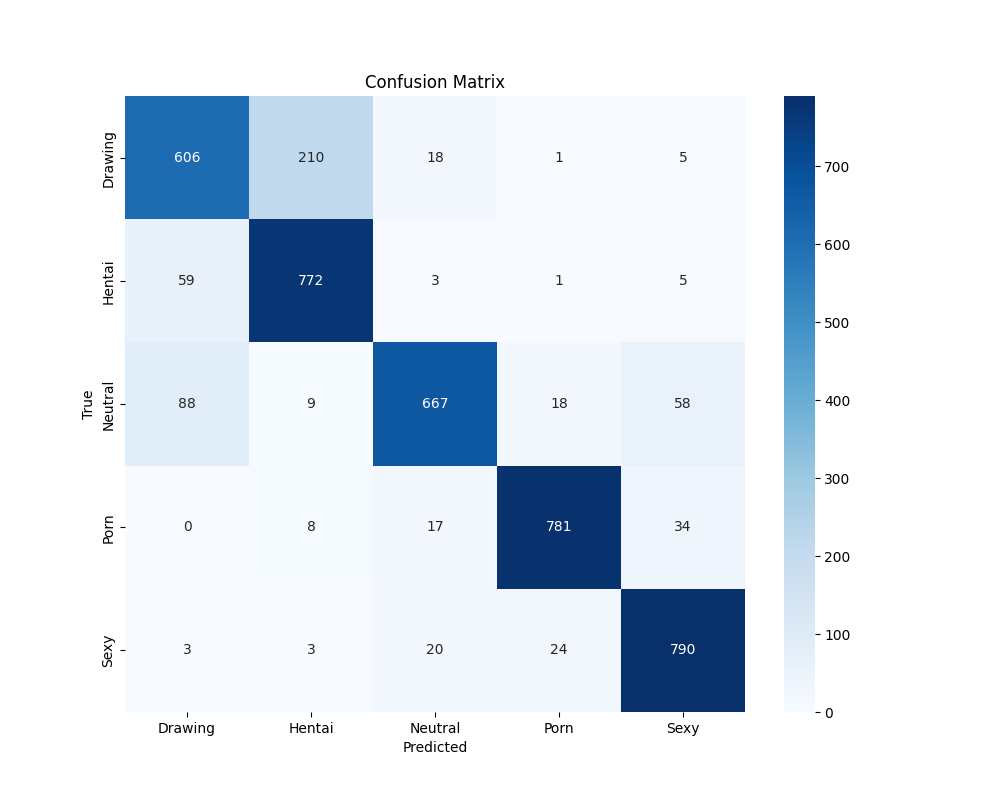 Confusion Matrix
Drawing 606 210 18 1 5
Hentai 59 772 3 1 5
Neutral 88 9 667 18 58
Porn 0 8 17 781 34
Sexy 3 3 20 24 790
True
Drawing Hentai Neutral Porn Sexy
Predicted
700
600
500
400
300
200
100
0